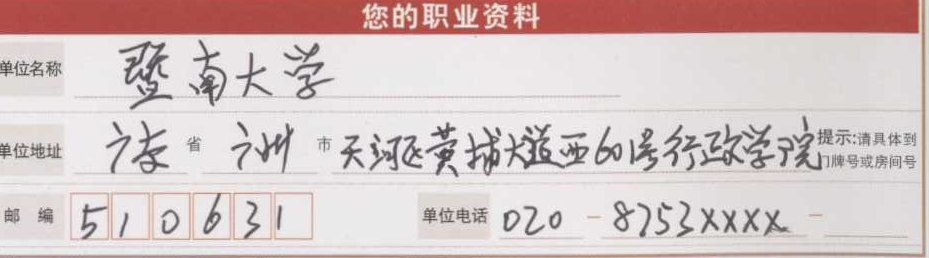 您的职业资料
单位名称 暨南大学
单位地址 广东 省 广州 市 天河区黄埔大道西601号行政学院 提示:请具体到
门牌号或房间号
邮 编 510631 单位电话 020 - 8753XXXX -